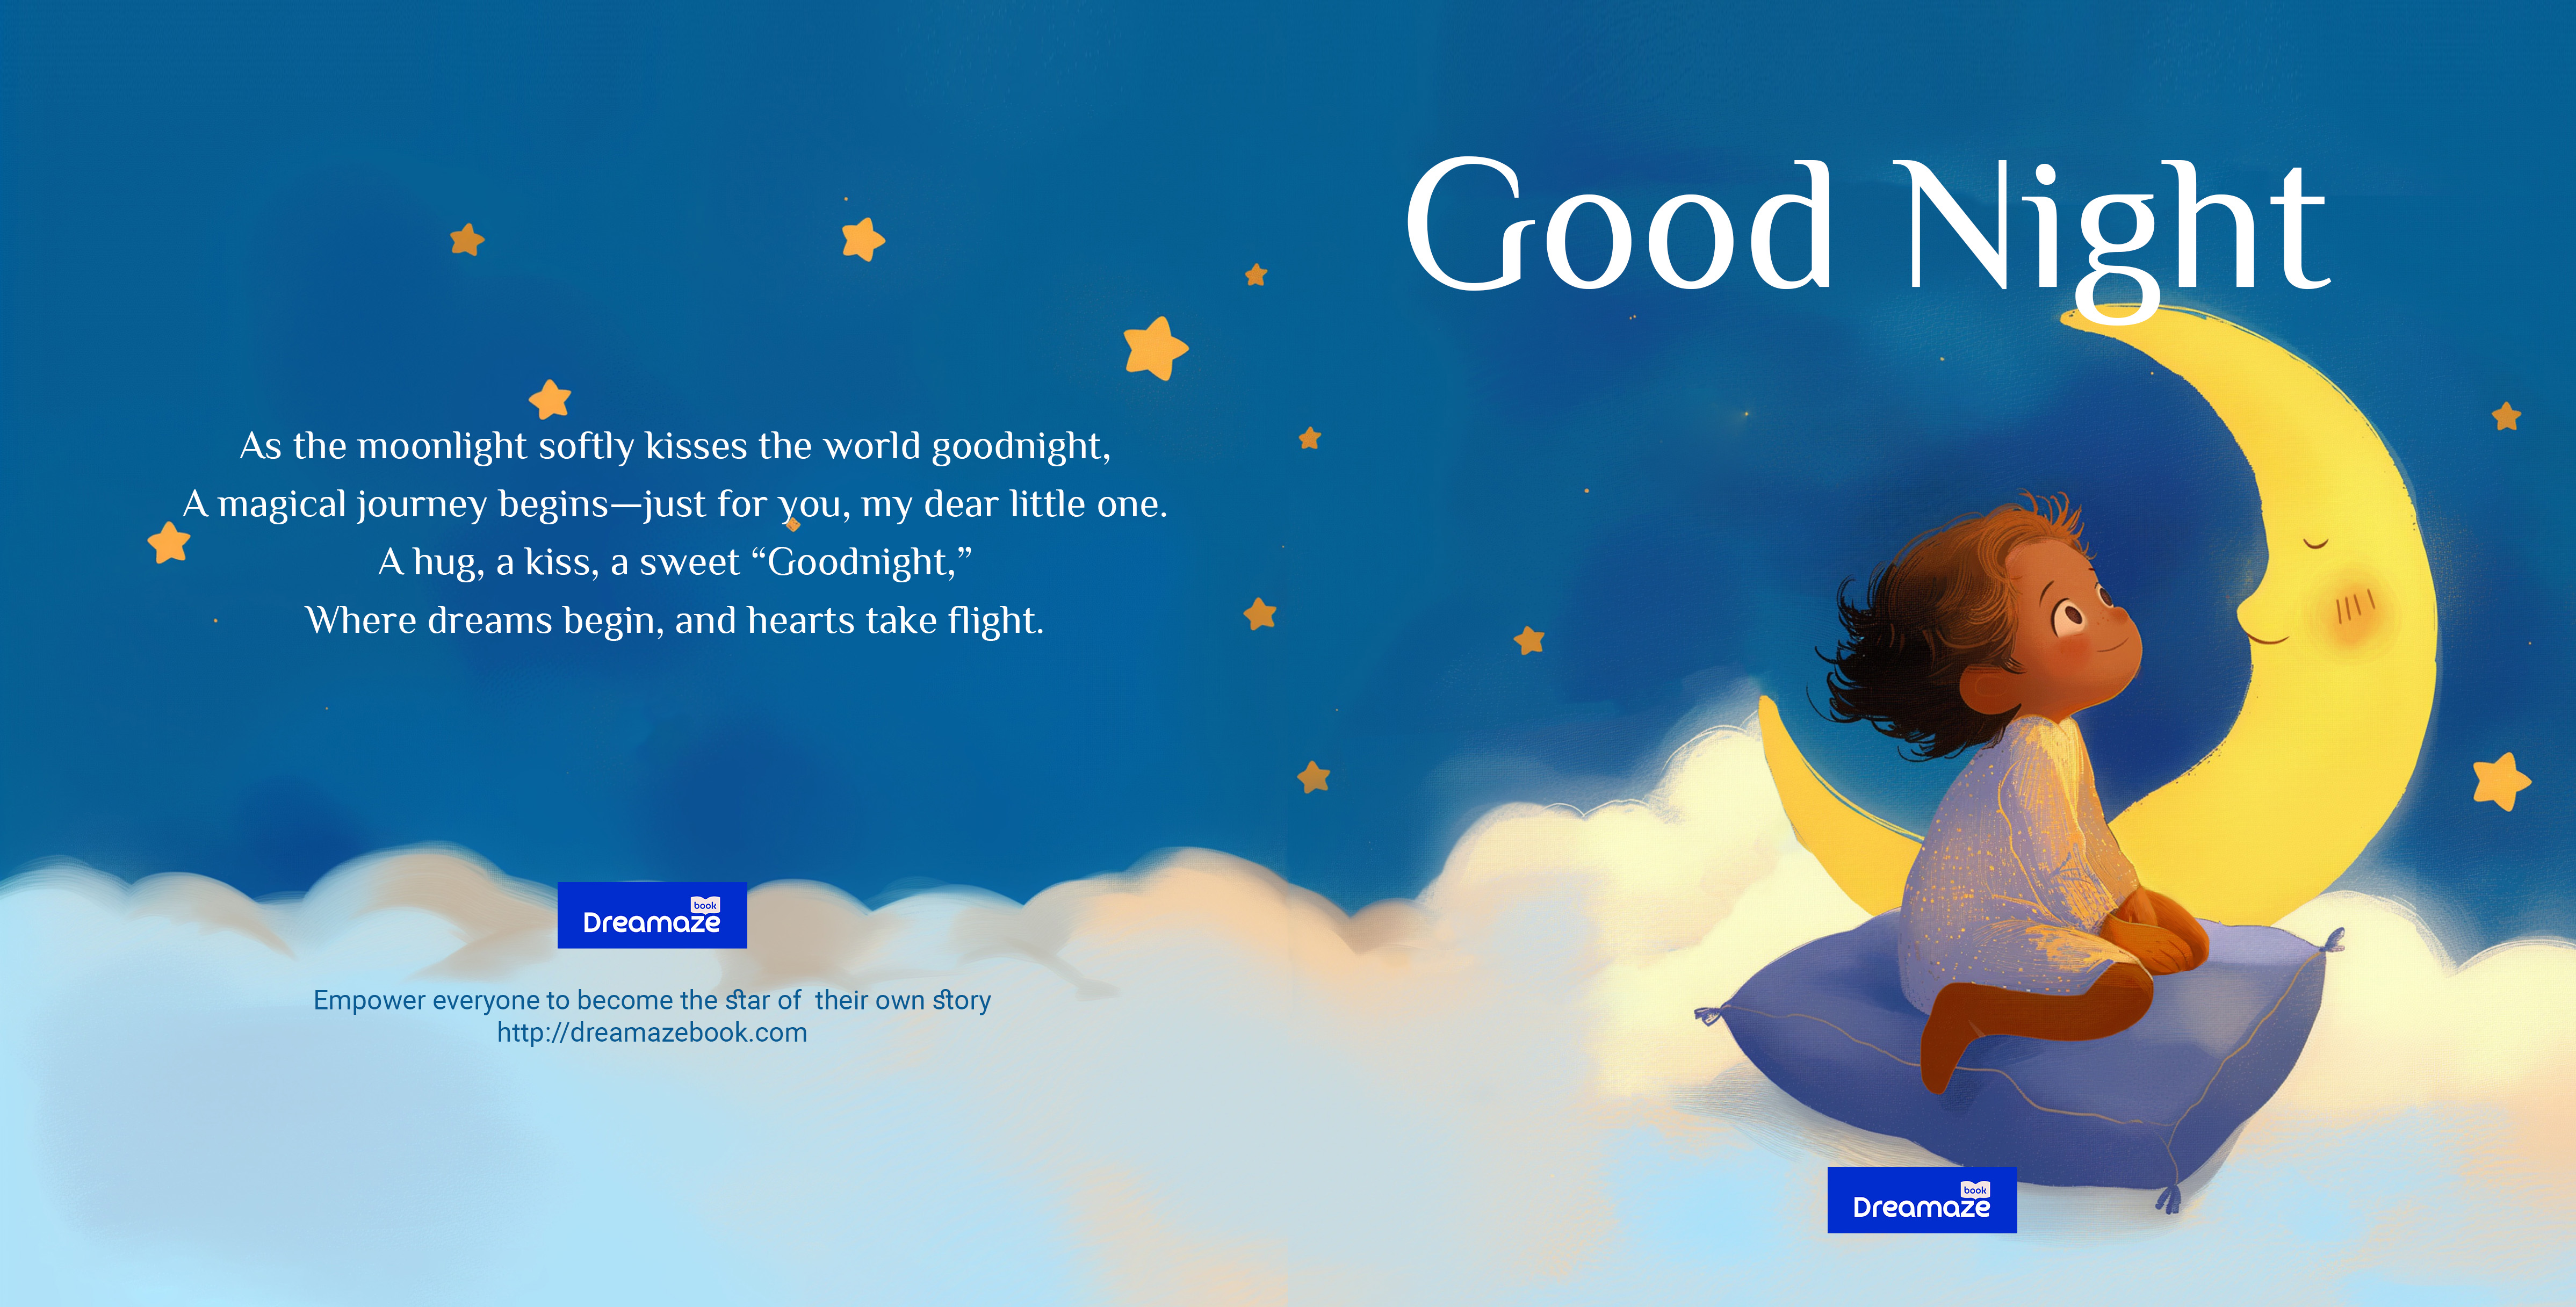 Good Night
As the moonlight softly kisses the world goodnight,
A magical journey begins—just for you, my dear little one.
A hug, a kiss, a sweet “Goodnight,”
Where dreams begin, and hearts take flight.
book
Dreamaze
Empower everyone to become the star of  their own story
http://dreamazebook.com
book
Dreamaze